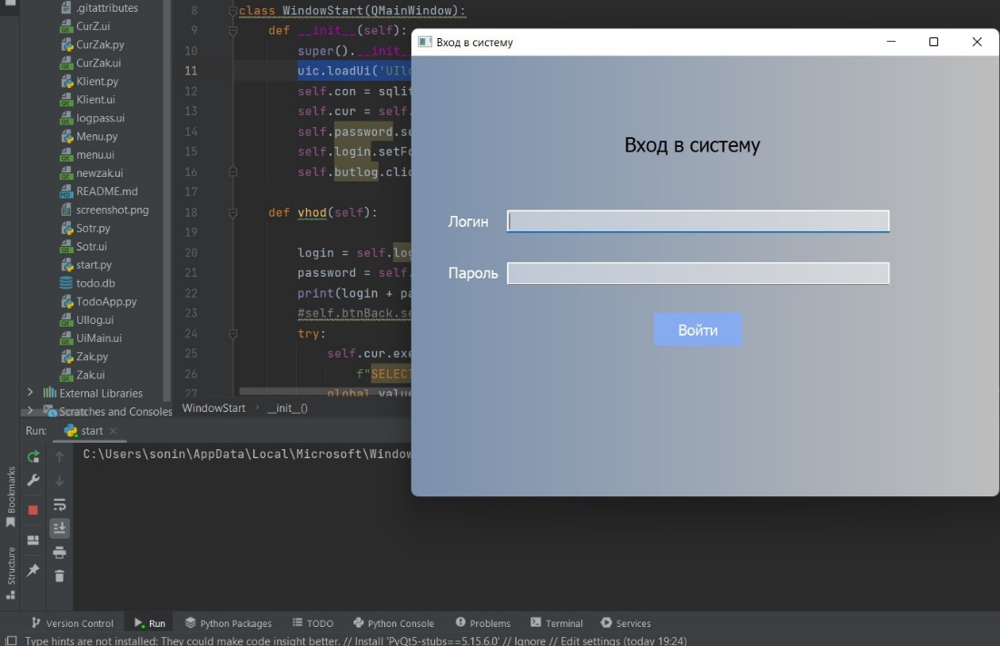 .gitattributes
CurZ.ui
CurZak.py
CurZak.ui
Klient.py
Klient.ui
logpass.ui
Menu.py
menu.ui
newzak.ui
README.md
screenshot.png
Sotr.py
Sotr.ui
start.py
todo.db
TodoApp.py
UIlog.ui
UiMain.ui
Zak.py
Zak.ui
External Libraries
Scratches and Consoles
8 class WindowStart(QMainWindow):
9 def __init__(self):
10 super().__init_
11 uic.loadUi('UIlo
12 self.con = sqlit
13 self.cur = self.
14 self.password.se
15 self.login.setFo
16 self.butlog.clic
17
18 def vhod(self):
19
20 login = self.log
21 password = self.
22 print(login + pa
23 #self.btnBack.se
24 try:
25 self.cur.exe
26 f"SELECT
27 global value
WindowStart __init__()
Вход в систему
Вход в систему
Логин
Пароль
Войти
Run: start
C:\Users\sonin\AppData\Local\Microsoft\Window
Bookmarks
Structure
Version Control Run Python Packages TODO Python Console Problems Terminal Services
Type hints are not installed: They could make code insight better. // Install 'PyQt5-stubs==5.15.6.0' // Ignore // Edit settings (today 19:24)